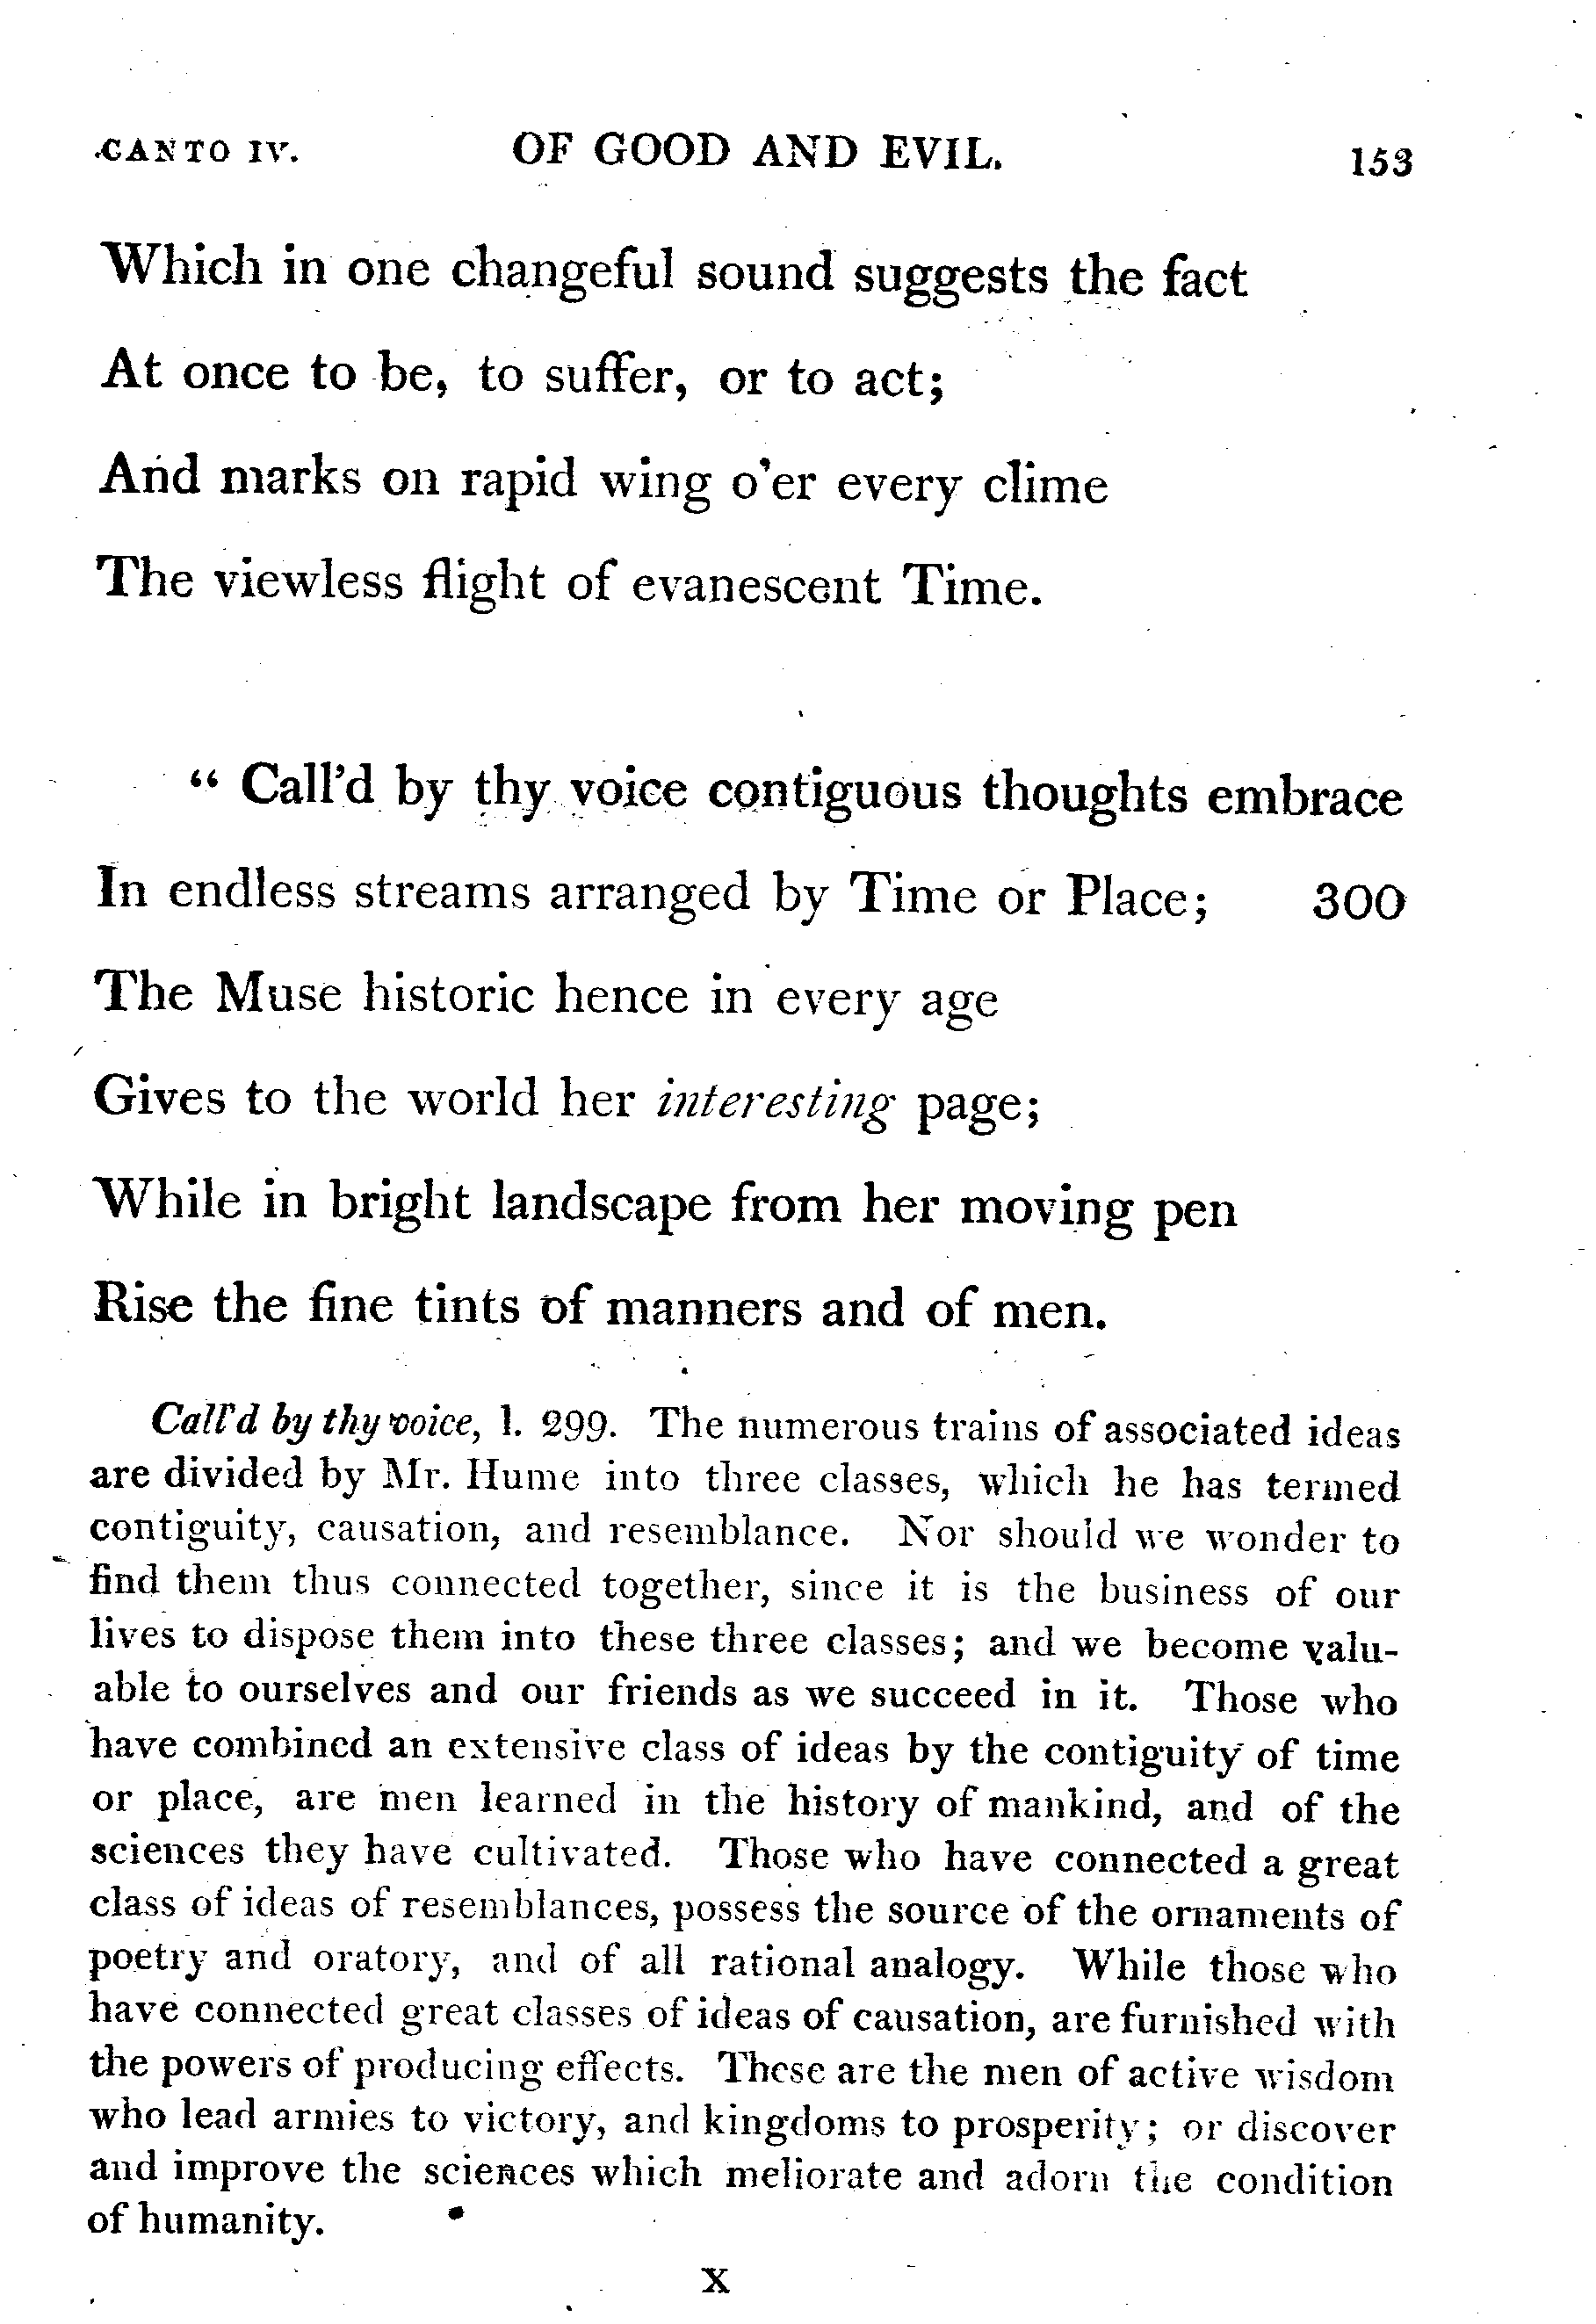 CANTO IV. OF GOOD AND EVIL. 153
Which in one changeful sound suggests the fact
At once to be, to suffer, or to act;
And marks on rapid wing o'er every clime
The viewless flight of evanescent Time.
“ Call'd by thy voice contiguous thoughts embrace
In endless streams arranged by Time or Place; 300
The Muse historic hence in every age
Gives to the world her interesting page;
While in bright landscape from her moving pen
Rise the fine tints of manners and of men.
Call'd by thy voice, l. 299. The numerous trains of associated ideas
are divided by Mr. Hume into three classes, which he has termed
contiguity, causation, and resemblance. Nor should we wonder to
find them thus connected together, since it is the business of our
lives to dispose them into these three classes; and we become valu-
able to ourselves and our friends as we succeed in it. Those who
have combined an extensive class of ideas by the contiguity of time
or place, are men learned in the history of mankind, and of the
sciences they have cultivated. Those who have connected a great
class of ideas of resemblances, possess the source of the ornaments of
poetry and oratory, and of all rational analogy. While those who
have connected great classes of ideas of causation, are furnished with
the powers of producing effects. These are the men of active wisdom
who lead armies to victory, and kingdoms to prosperity; or discover
and improve the sciences which meliorate and adorn the condition
of humanity.
X